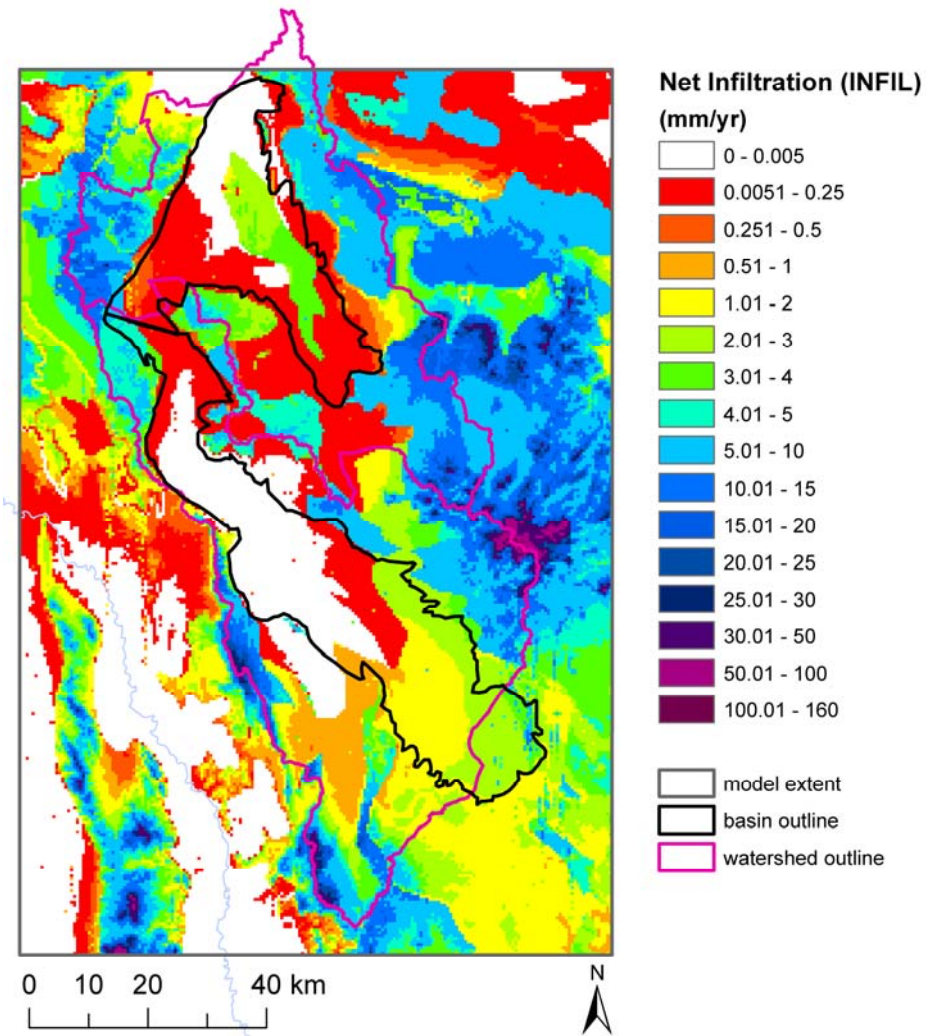 Net Infiltration (INFIL)
(mm/yr)
0 - 0.005
0.0051 - 0.25
0.251 - 0.5
0.51 - 1
1.01 - 2
2.01 - 3
3.01 - 4
4.01 - 5
5.01 - 10
10.01 - 15
15.01 - 20
20.01 - 25
25.01 - 30
30.01 - 50
50.01 - 100
100.01 - 160
model extent
basin outline
watershed outline
0 10 20 40 km
N